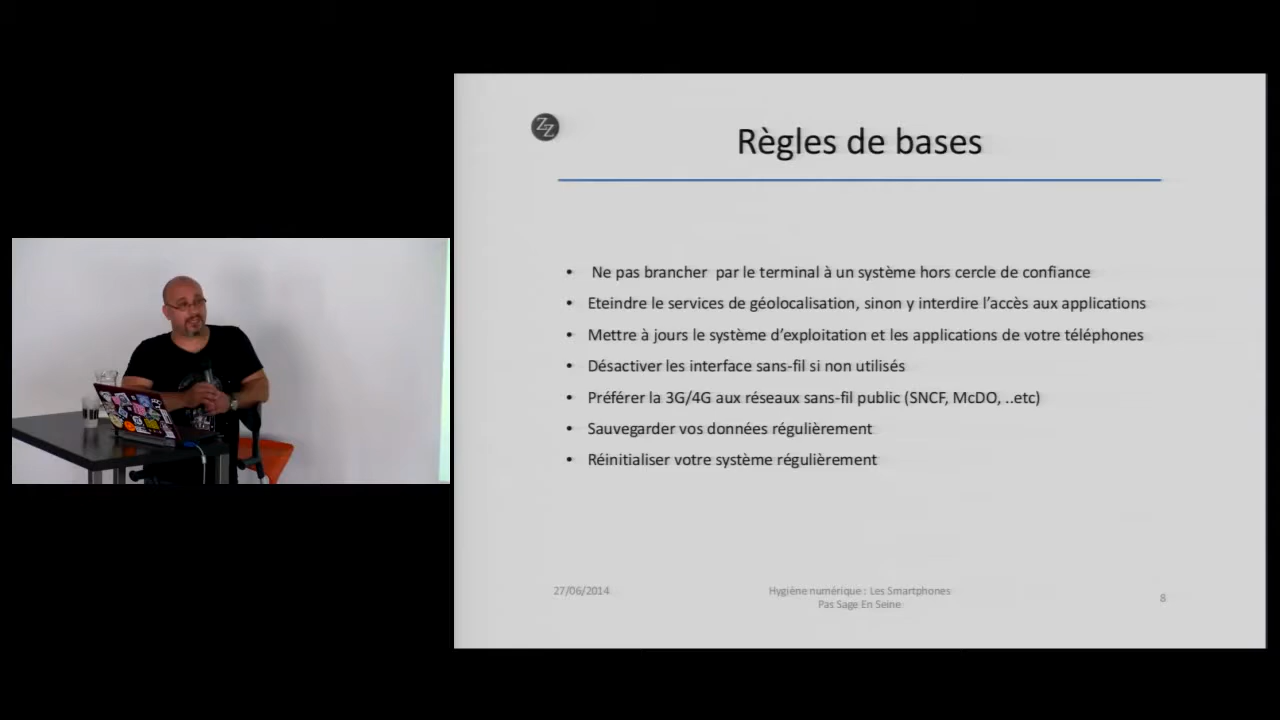 ZZ
Règles de bases
• Ne pas brancher par le terminal à un système hors cercle de confiance
• Eteindre le services de géolocalisation, sinon y interdire l'accès aux applications
• Mettre à jours le système d'exploitation et les applications de votre téléphones
• Désactiver les interface sans-fil si non utilisés
• Préférer la 3G/4G aux réseaux sans-fil public (SNCF, McDO, ..etc)
• Sauvegarder vos données régulièrement
• Réinitialiser votre système régulièrement
27/06/2014
Hygiène numérique : Les Smartphones
Pas Sage En Seine
8